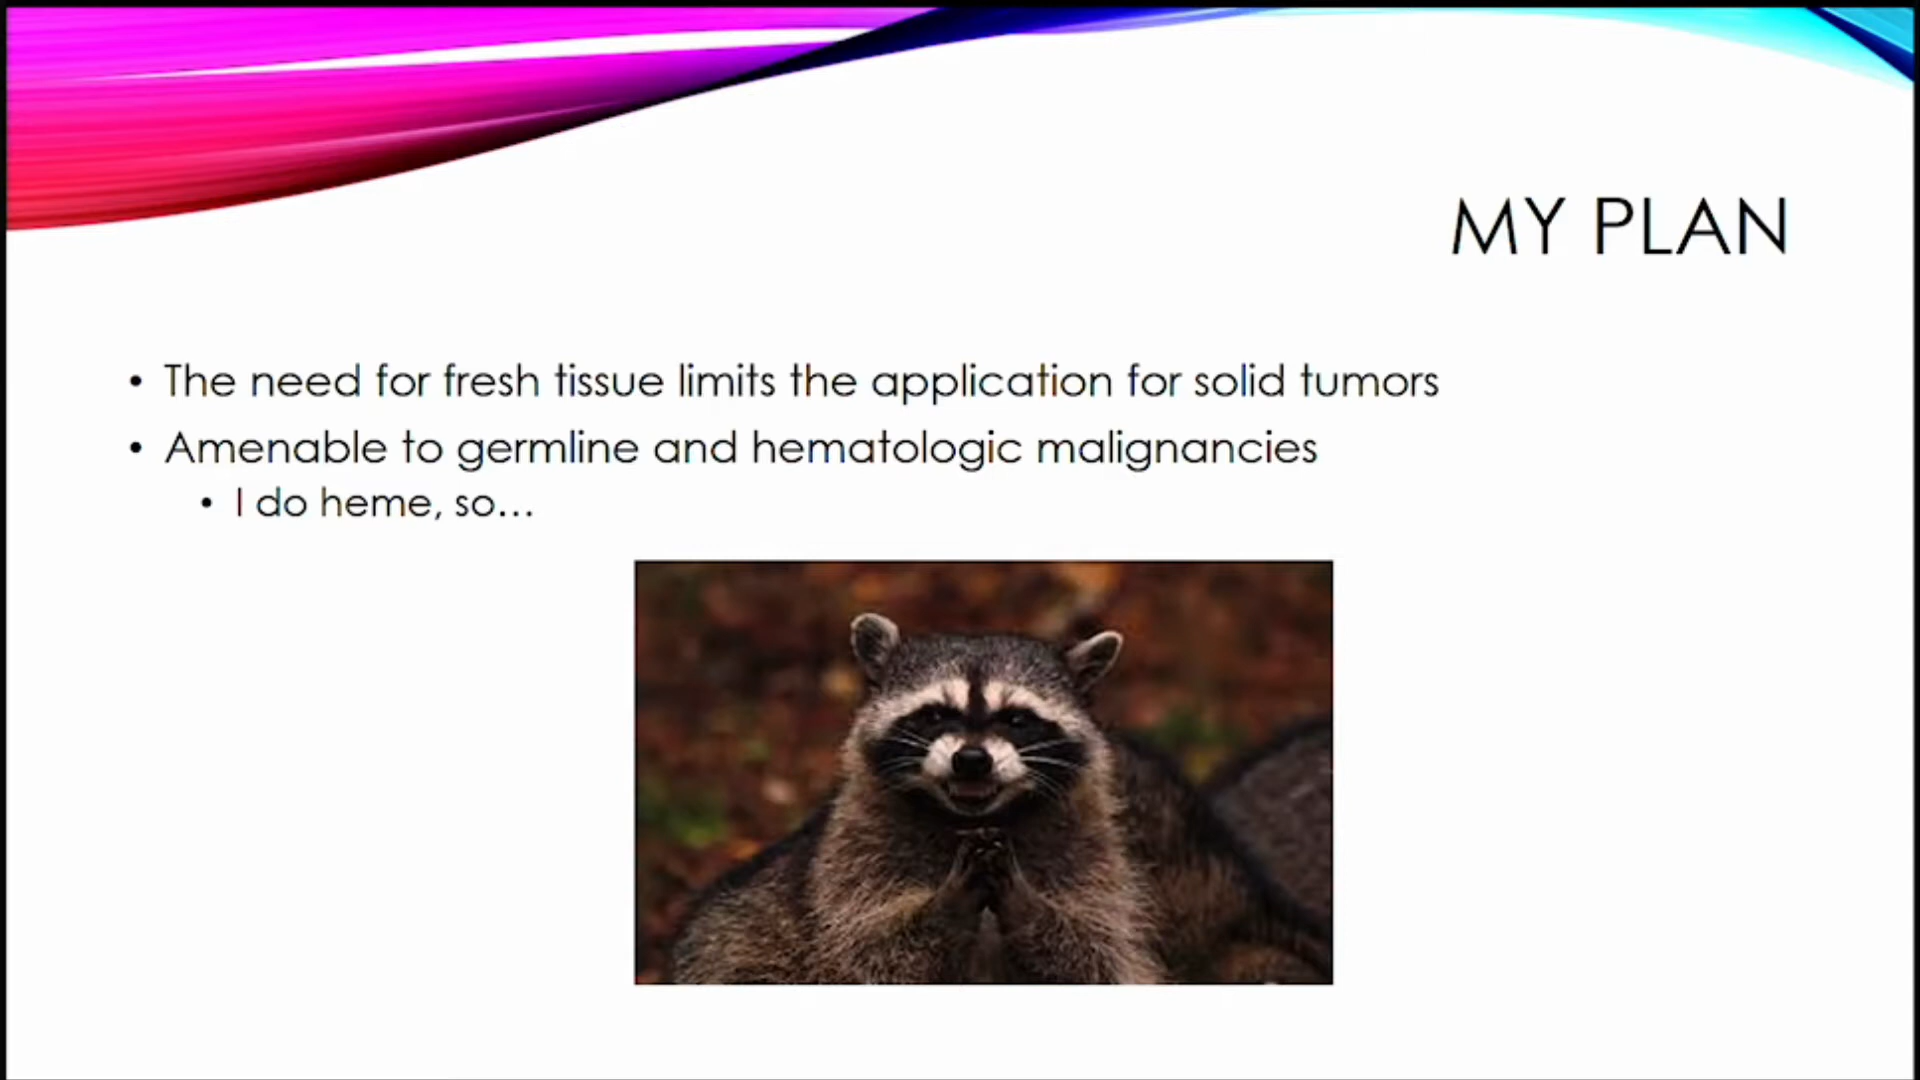 MY PLAN
• The need for fresh tissue limits the application for solid tumors
• Amenable to germline and hematologic malignancies
• I do heme, so...